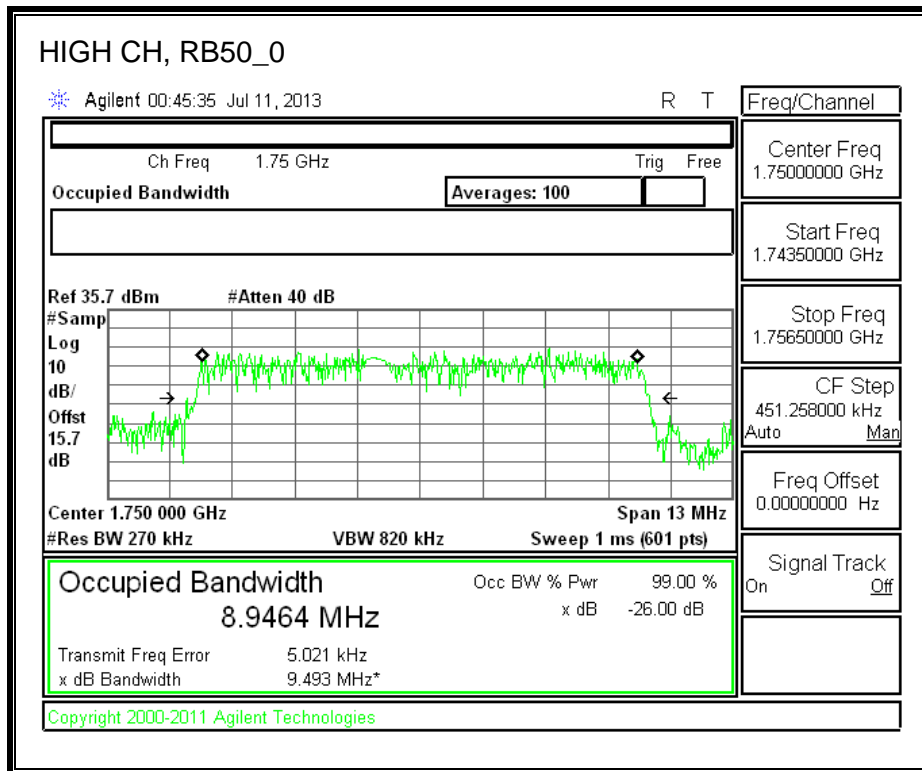 HIGH CH, RB50_0
Agilent 00:45:35 Jul 11, 2013 R T
Ch Freq 1.75 GHz Trig Free
Occupied Bandwidth Averages: 100
Ref 35.7 dBm #Atten 40 dB
#Samp
Log
10
dB/
Offst
15.7
dB
Center 1.750 000 GHz Span 13 MHz
#Res BW 270 kHz VBW 820 kHz Sweep 1 ms (601 pts)
Occupied Bandwidth Occ BW % Pwr 99.00 %
8.9464 MHz x dB -26.00 dB
Transmit Freq Error 5.021 kHz
x dB Bandwidth 9.493 MHz*
Copyright 2000-2011 Agilent Technologies
Freq/Channel
Center Freq
1.75000000 GHz
Start Freq
1.74350000 GHz
Stop Freq
1.75650000 GHz
CF Step
451.258000 kHz
Auto Man
Freq Offset
0.00000000 Hz
Signal Track
On Off